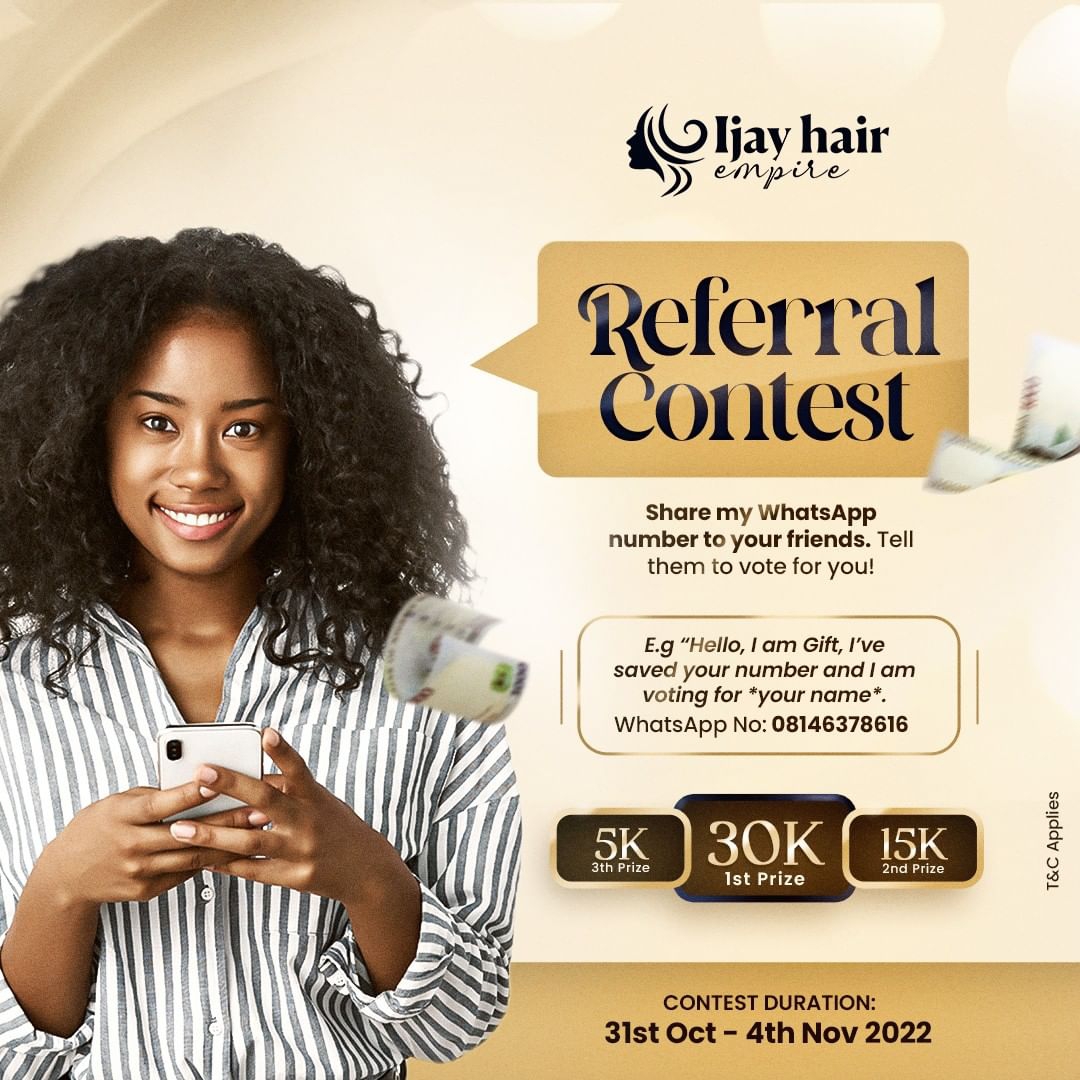 Ijay hair
empire
Referral
Contest
Share my WhatsApp
number to your friends. Tell
them to vote for you!
E.g “Hello, I am Gift, I’ve
saved your number and I am
voting for *your name*.
WhatsApp No: 08146378616
5K
3th Prize
30K
1st Prize
15K
2nd Prize
T&C Applies
CONTEST DURATION:
31st Oct - 4th Nov 2022